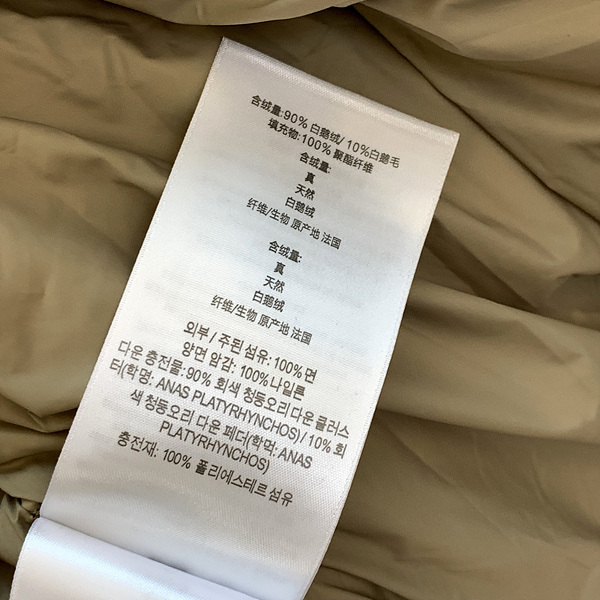 含绒量:90% 白鹅绒/ 10%白鹅毛
填充物:100% 聚酯纤维
含绒量:
真
天然
白鹅绒
纤维/生物 原产地 法国
含绒量:
真
天然
白鹅绒
纤维/生物 原产地 法国
외부 / 주된 섬유: 100% 면
양면 암감: 100% 나일론
다운 충전물: 90% 회색 청둥오리 다운 클러스
터(학명: ANAS PLATYRHYNCHOS) / 10% 회
색 청둥오리 다운 페더(학먹: ANAS
PLATYRHYNCHOS)
충전재: 100% 폴리에스테르 섬유